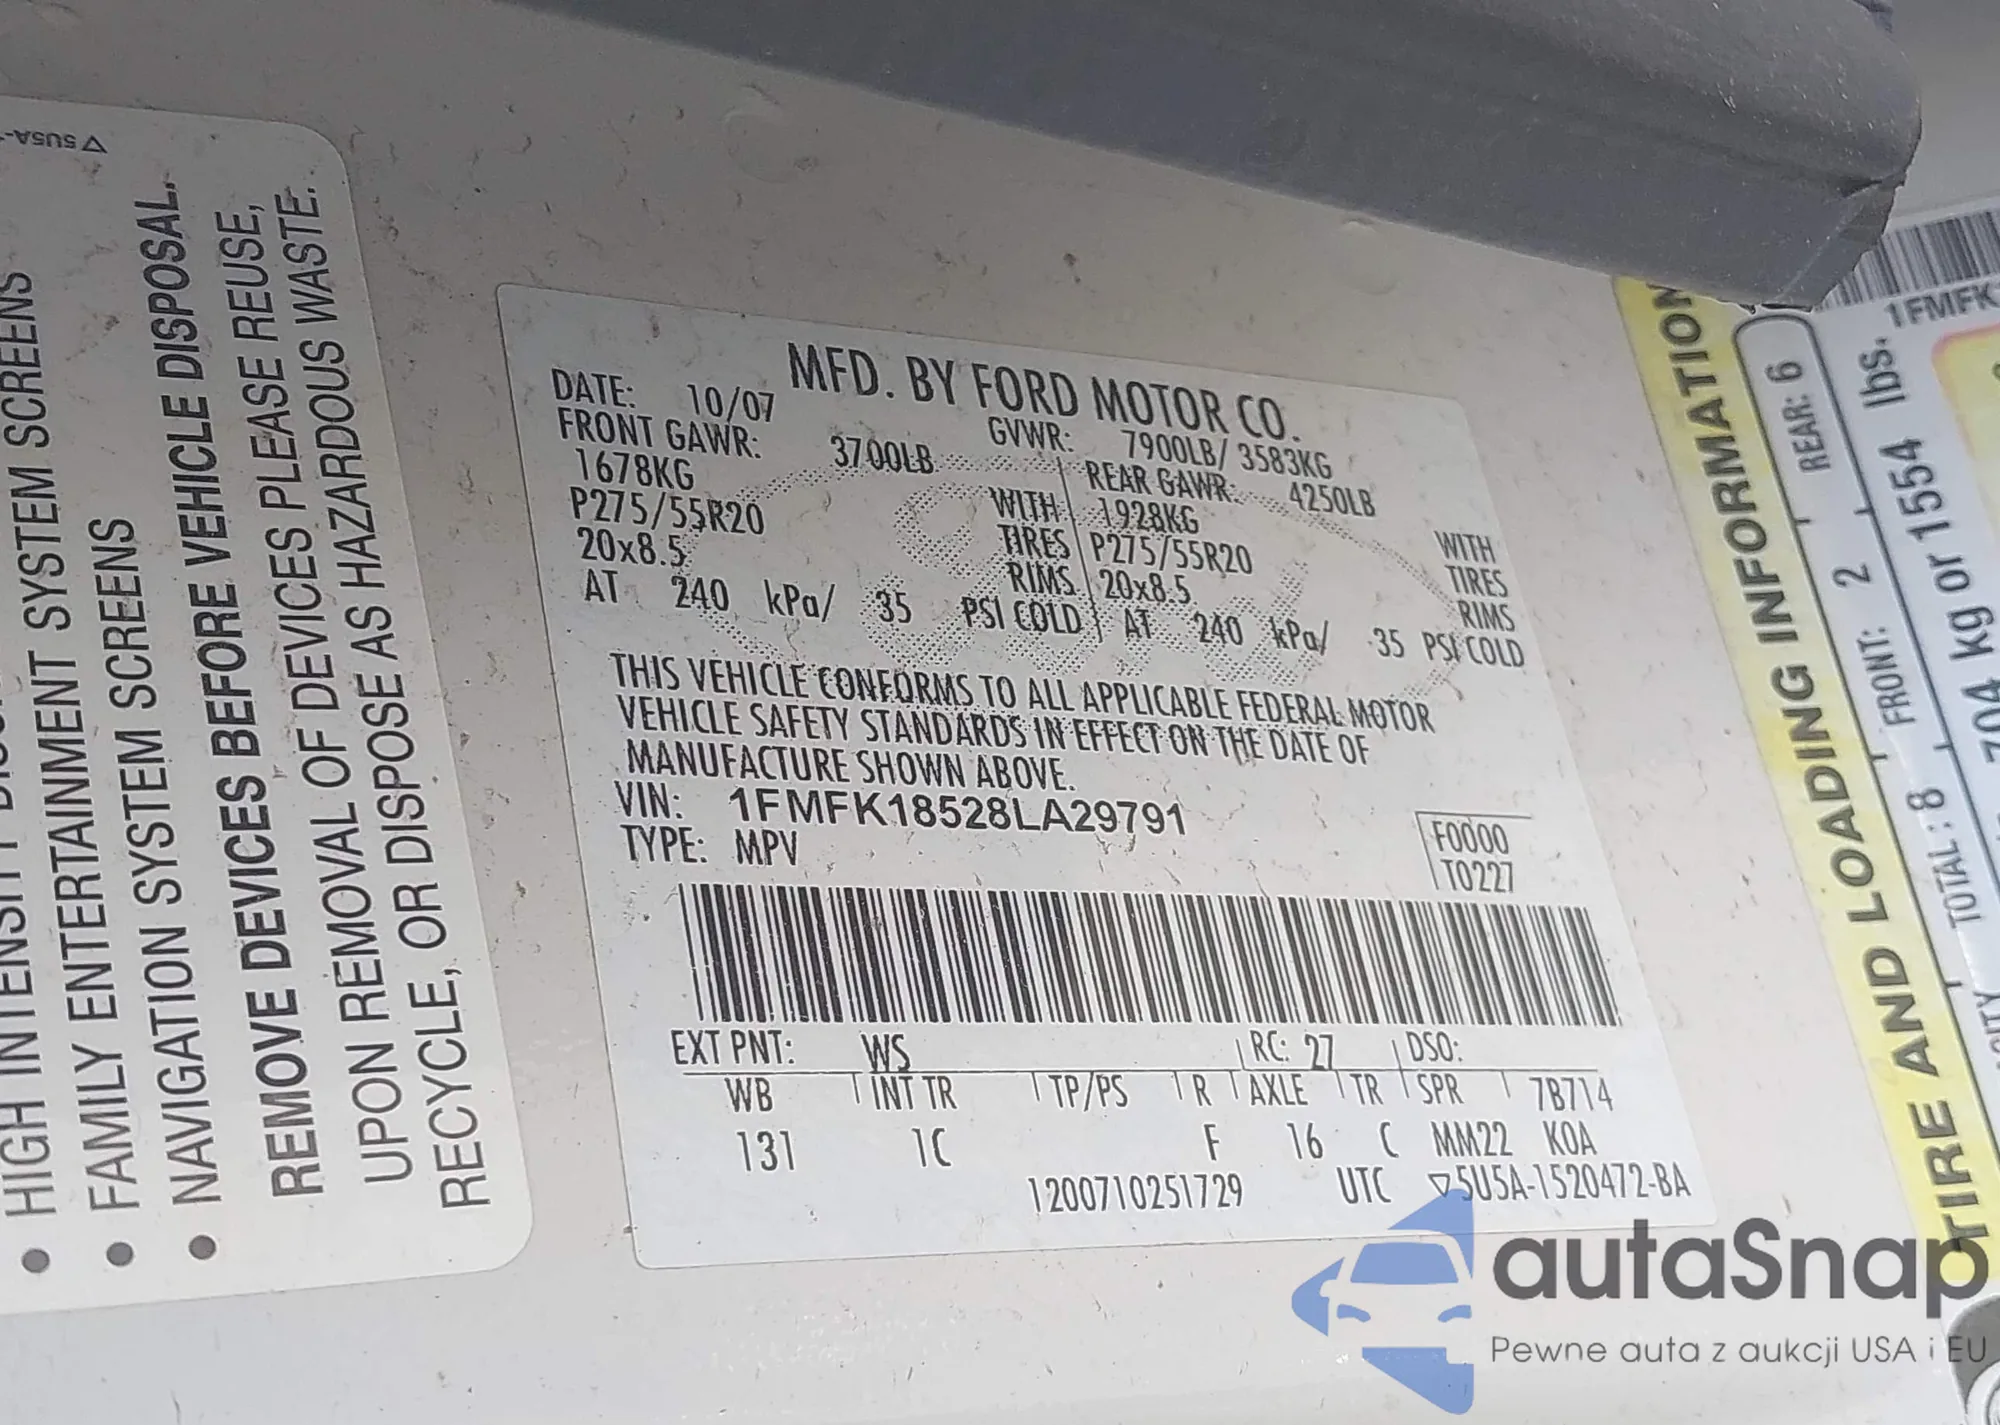 ▽5U5A-
SYSTEM SCREENS
• HIGH INTENSITY
• FAMILY ENTERTAINMENT SYSTEM SCREENS
• NAVIGATION SYSTEM SCREENS
REMOVE DEVICES BEFORE VEHICLE DISPOSAL.
UPON REMOVAL OF DEVICES PLEASE REUSE,
RECYCLE, OR DISPOSE AS HAZARDOUS WASTE.
MFD. BY FORD MOTOR CO.
DATE: 10/07 GVWR: 7900LB/ 3583KG
FRONT GAWR: 3700LB REAR GAWR: 4250LB
1678KG WITH 1928KG WITH
P275/55R20 TIRES P275/55R20 TIRES
20x8.5 RIMS 20x8.5 RIMS
AT 240 kPa/ 35 PSI COLD AT 240 kPa/ 35 PSI COLD
THIS VEHICLE CONFORMS TO ALL APPLICABLE FEDERAL MOTOR
VEHICLE SAFETY STANDARDS IN EFFECT ON THE DATE OF
MANUFACTURE SHOWN ABOVE.
VIN: 1FMFK18528LA29791 F0000
TYPE: MPV T0227
EXT PNT: WS RC: 27 DSO:
WB INT TR TP/PS R AXLE TR SPR 7B714
131 1C F 16 C MM22 KOA
1200710251729 UTC ▽5U5A-1520472-BA
TIRE AND LOADING INFORMATION
TOTAL: 8 FRONT: 2 REAR: 6
704 kg or 1554 lbs.
1FMFK
autaSnap
Pewne auta z aukcji USA i EU